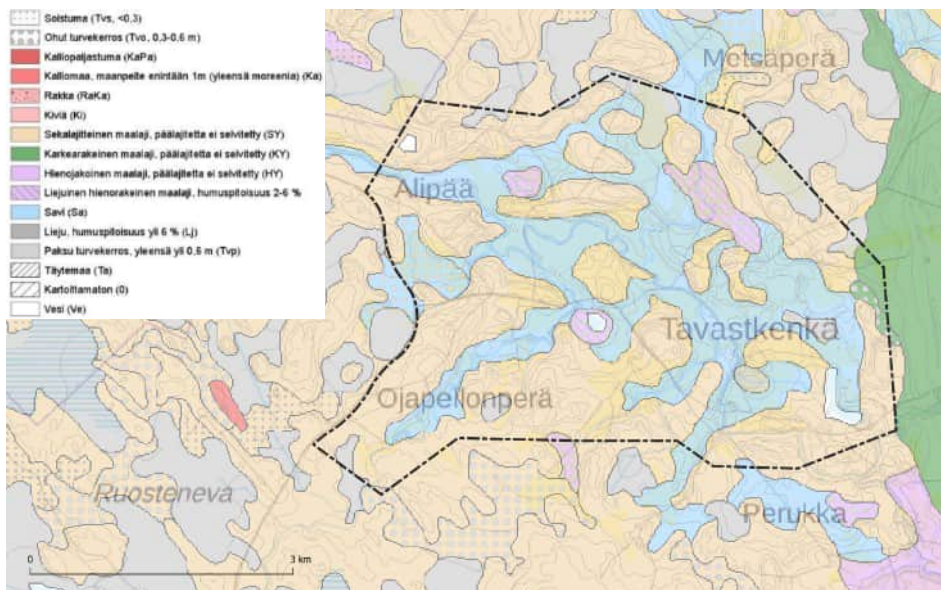 Soistuma (Tvs, <0,3)
Ohut turvekerros (Tvo, 0,3-0,6 m)
Kalliopaljastuma (KaPa)
Kalliomaa, maanpeite enintään 1m (yleensä moreenia) (Ka)
Rakka (RaKa)
Kiviä (Ki)
Sekalajitteinen maalaji, päälajitetta ei selvitetty (SY)
Karkearakeinen maalaji, päälajitetta ei selvitetty (KY)
Hienojakoinen maalaji, päälajitetta ei selvitetty (HY)
Liejuinen hienorakeinen maalaji, humuspitoisuus 2-6 %
Savi (Sa)
Lieju, humuspitoisuus yli 6 % (Lj)
Paksu turvekerros, yleensä yli 0,6 m (Tvp)
Täytemaa (Ta)
Kartoittamaton (0)
Vesi (Ve)
Metsäperä
Alipää
Tavastkenkä
Ojapellonperä
Ruosteneva
Perukka
0 3 km